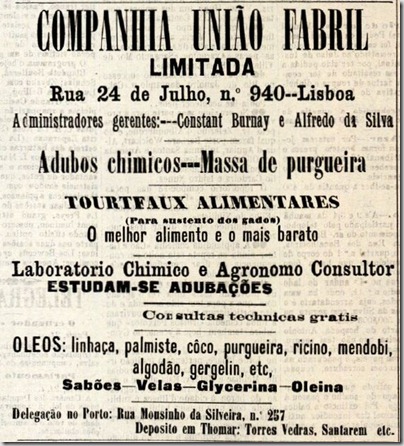 COMPANHIA UNIÃO FABRIL
LIMITADA
Rua 24 de Julho, n.º 940--Lisboa
Administradores gerentes:---Constant Burnay e Alfredo da Silva
Adubos chimicos---Massa de purgueira
TOURTEAUX ALIMENTARES
(Para sustento dos gados)
O melhor alimento e o mais barato
Laboratorio Chimico e Agronomo Consultor
ESTUDAM-SE ADUBAÇÕES
Consultas technicas gratis
OLEOS: linhaça, palmiste, côco, purgueira, ricino, mendobi,
algodão, gergelin, etc,
Sabões—Velas—Glycerina—Oleina
Delegação no Porto: Rua Mousinho da Silveira, n.º 257
Deposito em Thomar: Torres Vedras, Santarem etc.